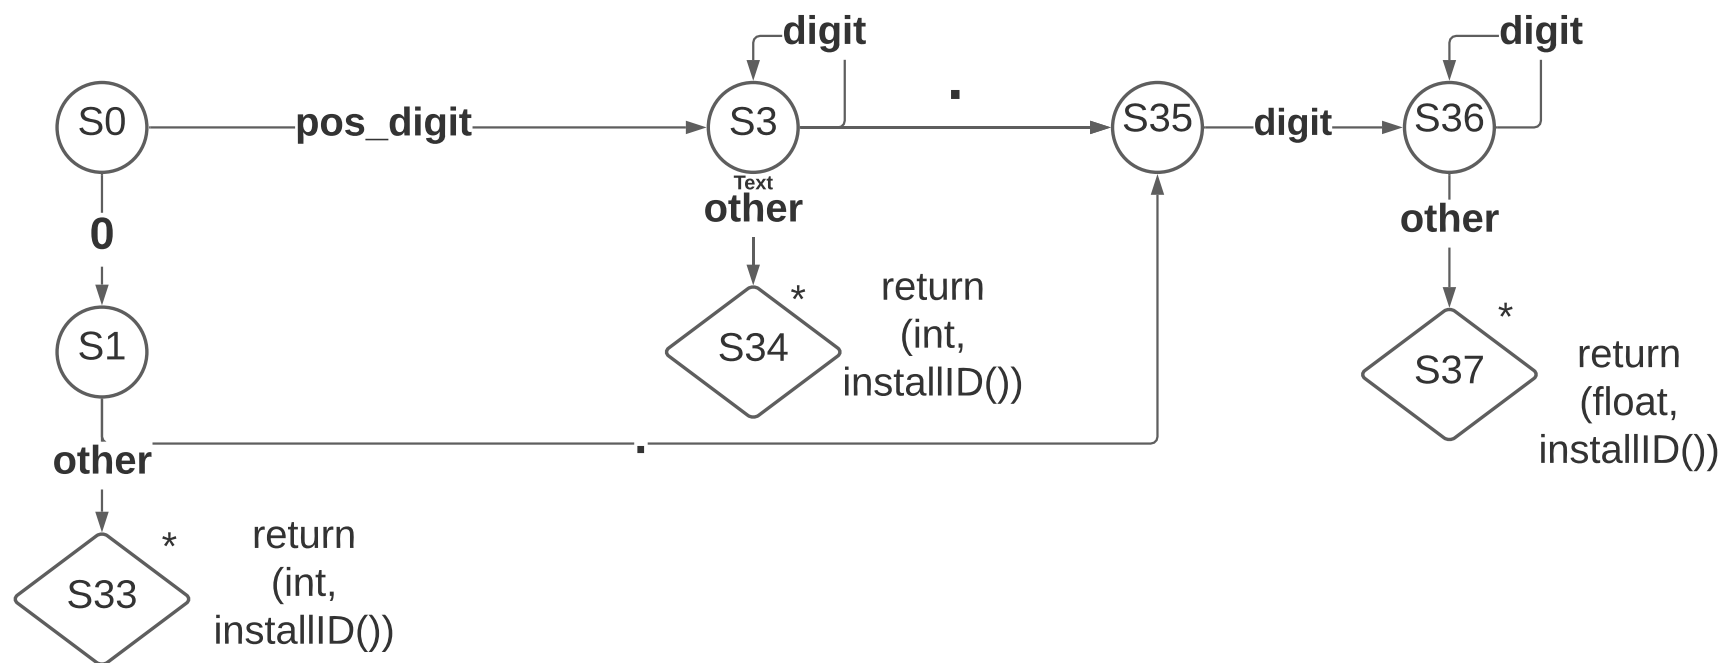 digit
digit
.
S0
pos_digit
S3
S35
digit
S36
Text
other
other
0
return
(int,
installID())
*
S34
*
S37
return
(float,
installID())
S1
other
.
*
S33
return
(int,
installID())